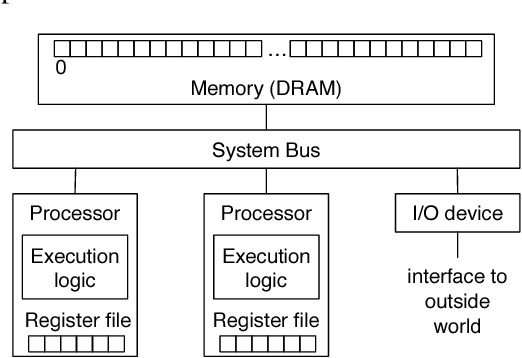 ...
0
Memory (DRAM)
System Bus
Processor
Execution
logic
Register file
Processor
Execution
logic
Register file
I/O device
interface to
outside
world